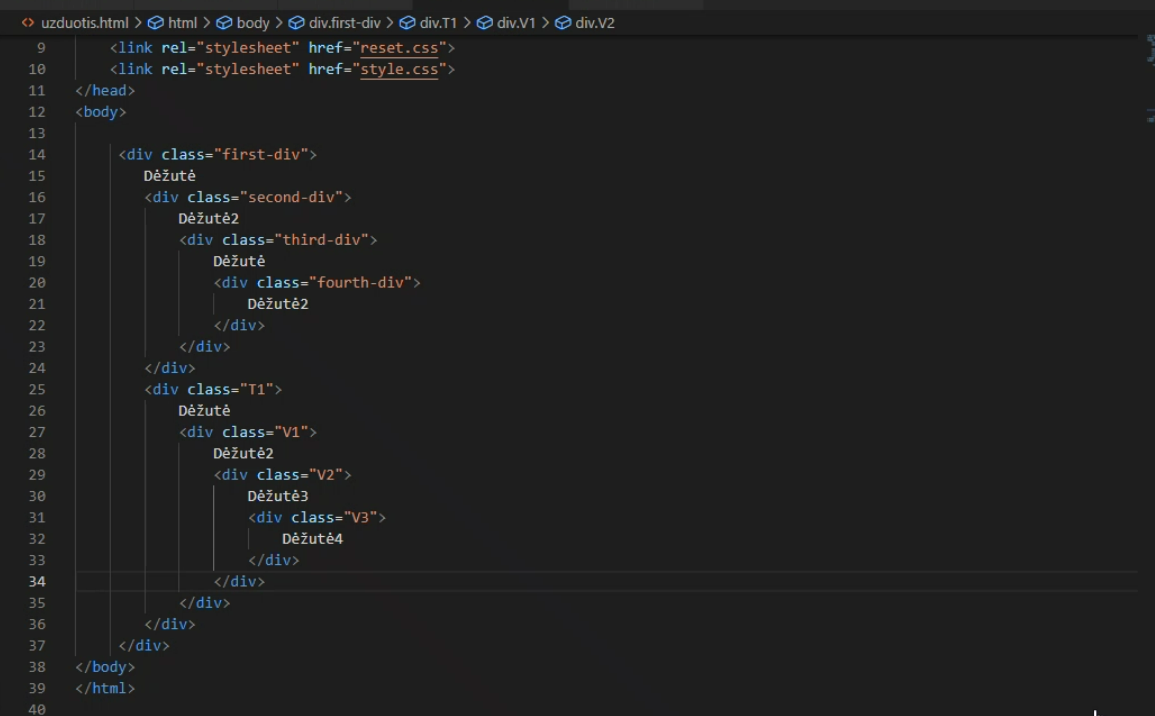 <> uzduotis.html > html > body > div.first-div > div.T1 > div.V1 > div.V2
9 <link rel="stylesheet" href="reset.css">
10 <link rel="stylesheet" href="style.css">
11 </head>
12 <body>
13
14 <div class="first-div">
15 Dėžutė
16 <div class="second-div">
17 Dėžutė2
18 <div class="third-div">
19 Dėžutė
20 <div class="fourth-div">
21 Dėžutė2
22 </div>
23 </div>
24 </div>
25 <div class="T1">
26 Dėžutė
27 <div class="V1">
28 Dėžutė2
29 <div class="V2">
30 Dėžutė3
31 <div class="V3">
32 Dėžutė4
33 </div>
34 </div>
35 </div>
36 </div>
37 </div>
38 </body>
39 </html>
40